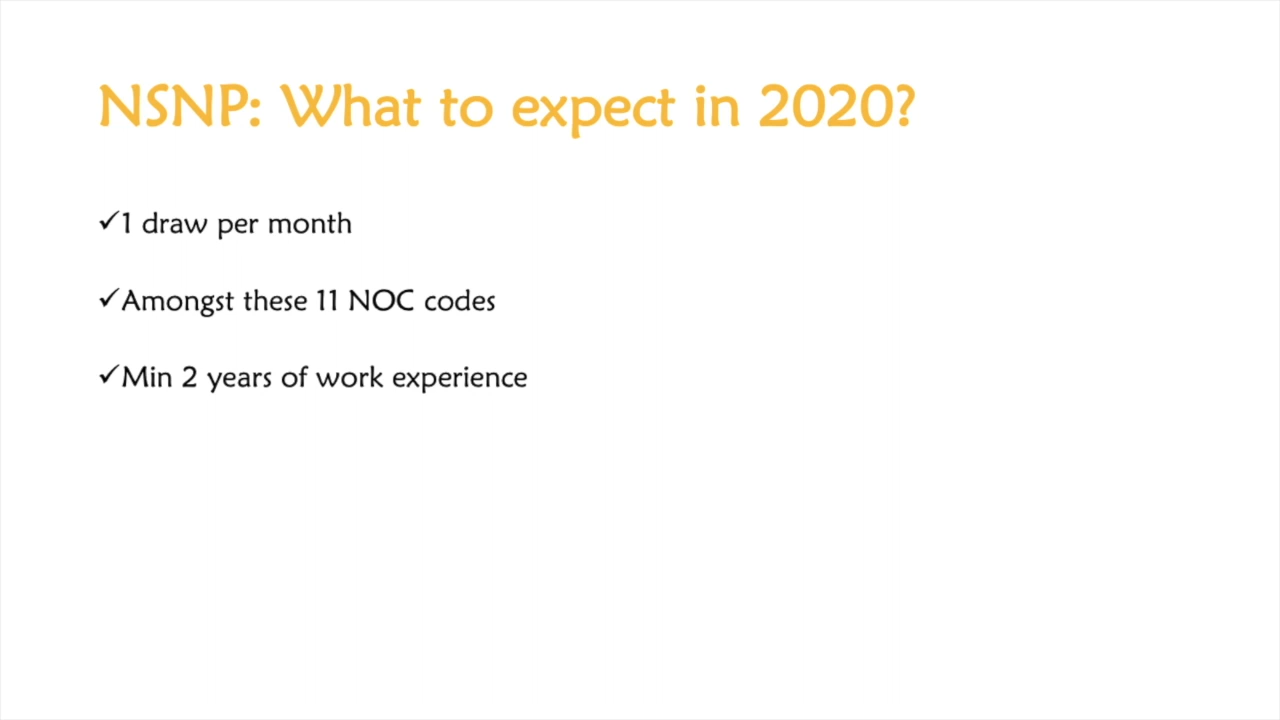 NSNP: What to expect in 2020?
✓1 draw per month
✓Amongst these 11 NOC codes
✓Min 2 years of work experience